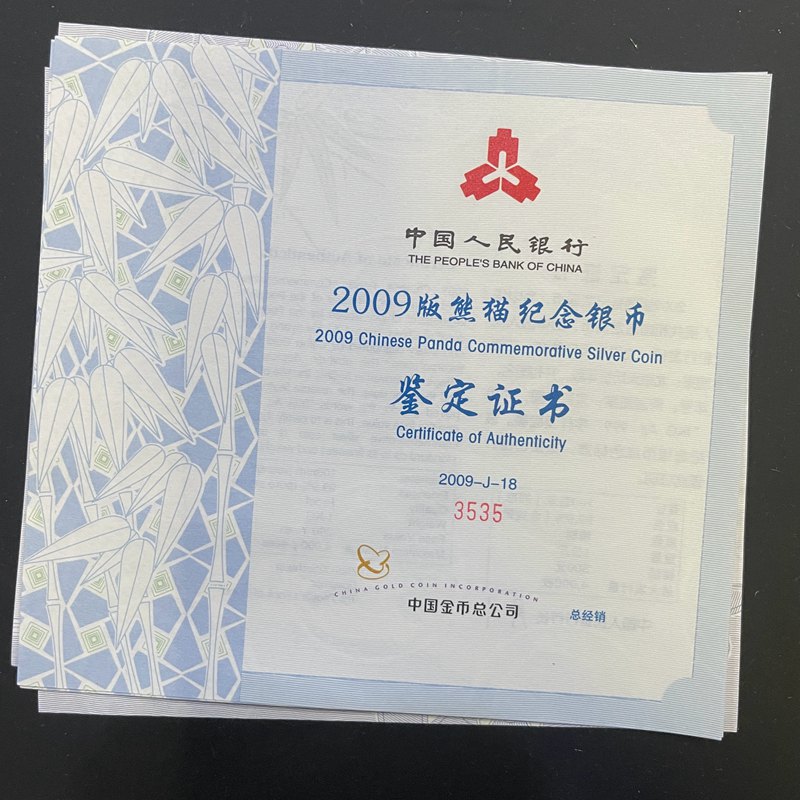 中国人民银行
THE PEOPLE'S BANK OF CHINA
2009版熊猫纪念银币
2009 Chinese Panda Commemorative Silver Coin
鉴定证书
Certificate of Authenticity
2009-J-18
3535
CHINA GOLD COIN INCORPORATION
中国金币总公司 总经销